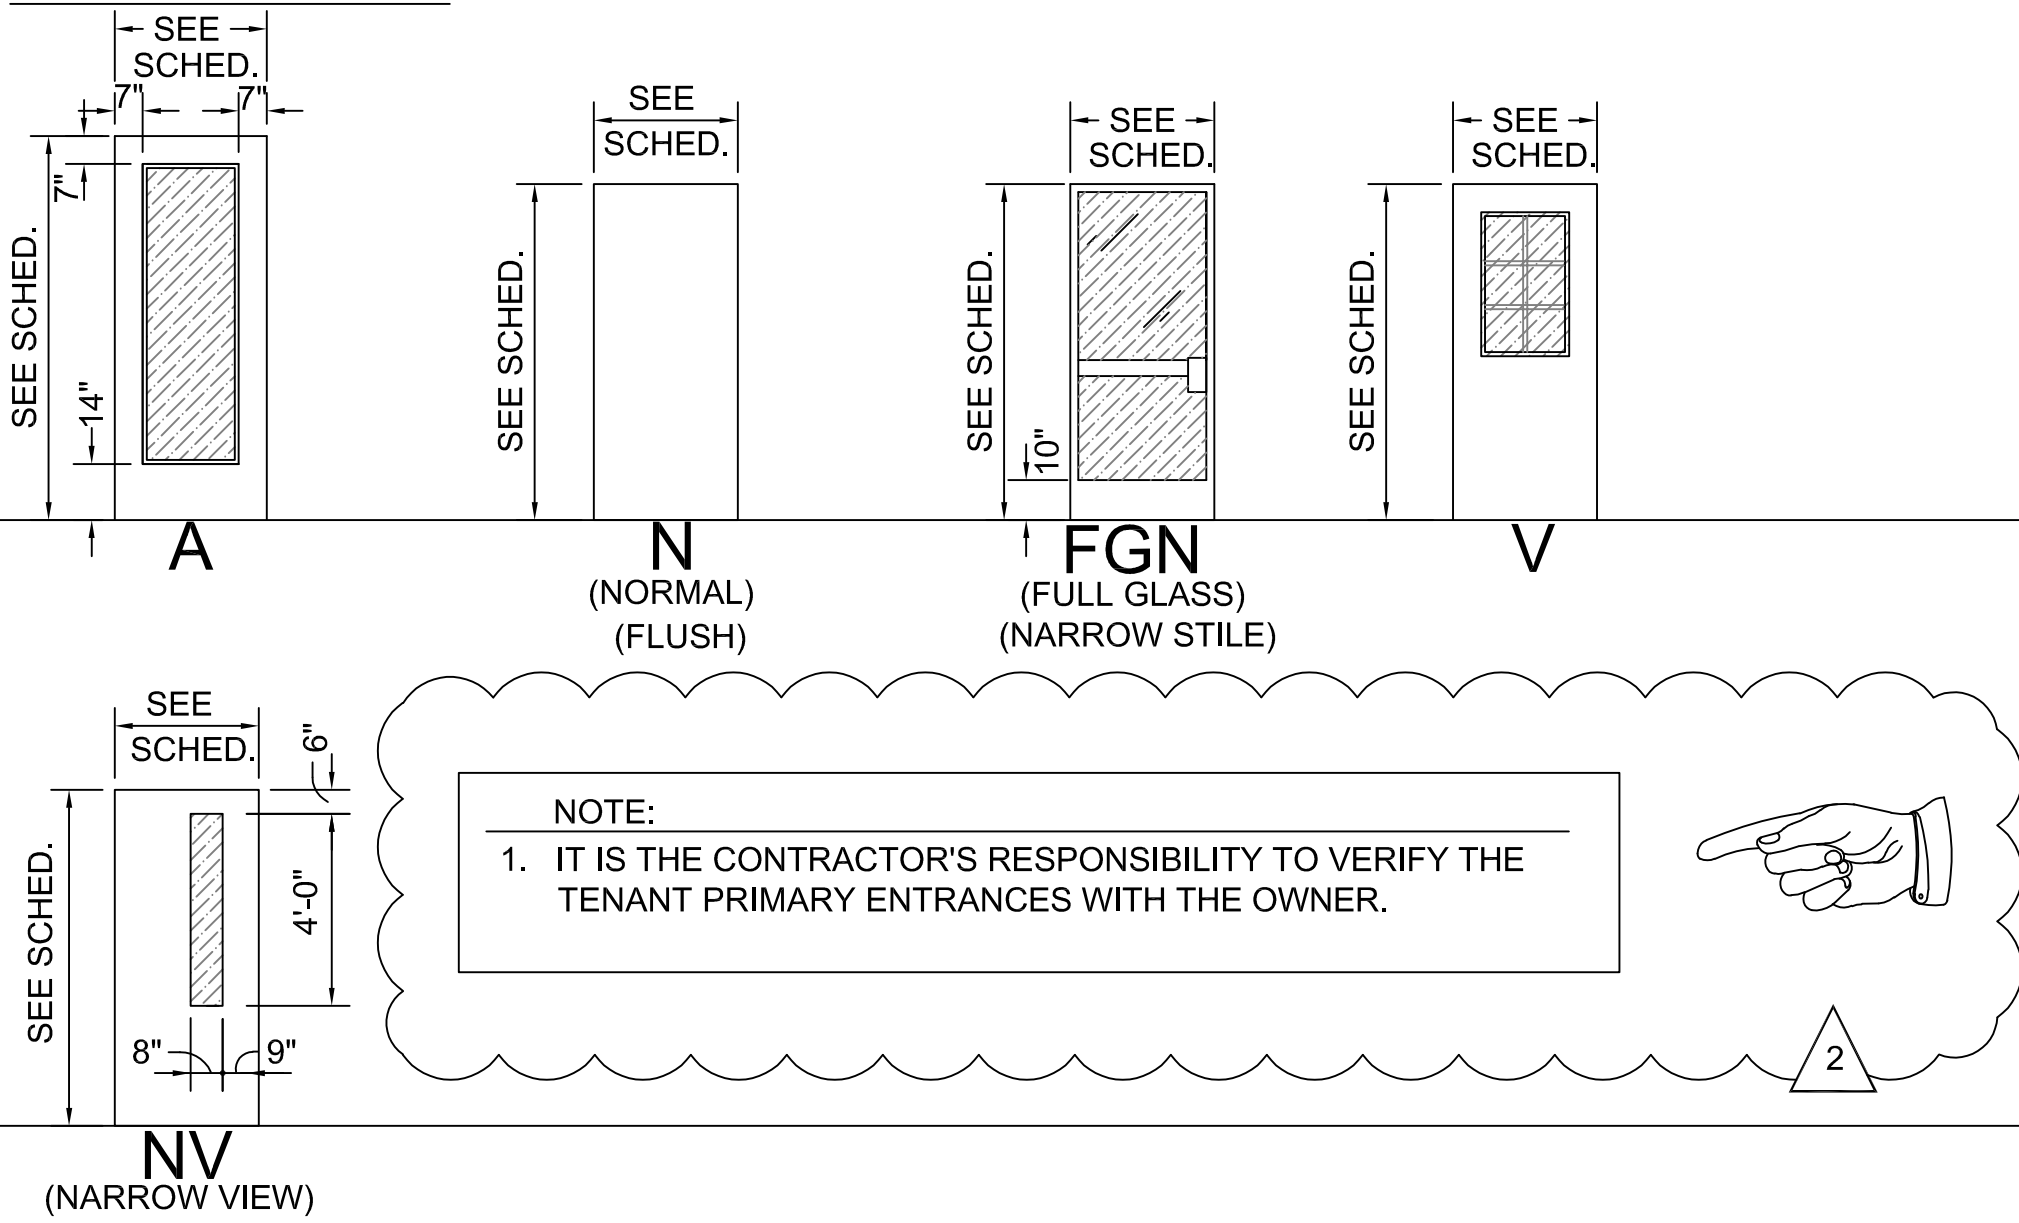 SEE
SCHED.
7" 7"
7"
SEE SCHED.
14"
A
SEE
SCHED.
SEE SCHED.
N
(NORMAL)
(FLUSH)
SEE
SCHED.
SEE SCHED.
10"
FGN
(FULL GLASS)
(NARROW STILE)
SEE
SCHED.
SEE SCHED.
V
SEE
SCHED.
6"
SEE SCHED.
4'-0"
8" 9"
NV
(NARROW VIEW)
NOTE:
1. IT IS THE CONTRACTOR'S RESPONSIBILITY TO VERIFY THE
TENANT PRIMARY ENTRANCES WITH THE OWNER.
2